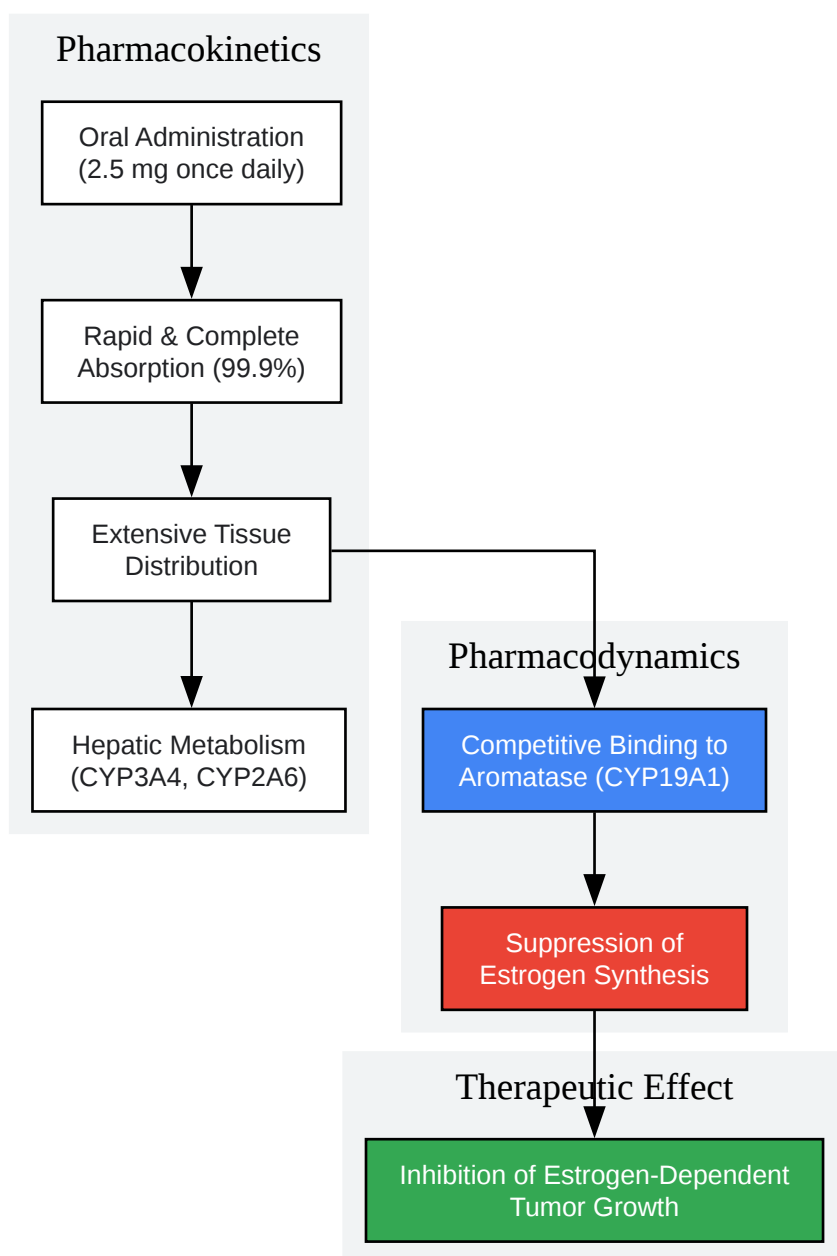 Pharmacokinetics
Oral Administration
(2.5 mg once daily)
Rapid & Complete
Absorption (99.9%)
Extensive Tissue
Distribution
Hepatic Metabolism
(CYP3A4, CYP2A6)
Pharmacodynamics
Competitive Binding to
Aromatase (CYP19A1)
Suppression of
Estrogen Synthesis
Therapeutic Effect
Inhibition of Estrogen-Dependent
Tumor Growth